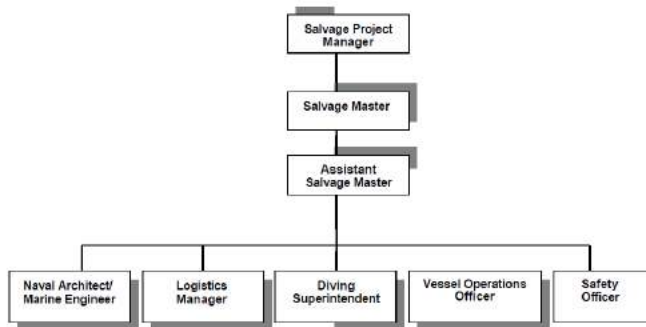 Salvage Project
Manager
Salvage Master
Assistant
Salvage Master
Naval Architect/
Marine Engineer
Logistics
Manager
Diving
Superintendent
Vessel Operations
Officer
Safety
Officer